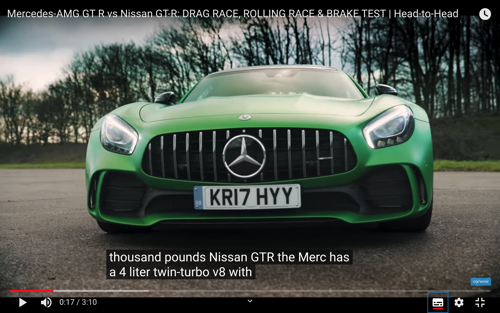 Mercedes-AMG GT R vs Nissan GT-R: DRAG RACE, ROLLING RACE & BRAKE TEST | Head-to-Head
KR17 HYY
thousand pounds Nissan GTR the Merc has
a 4 liter twin-turbo v8 with
0:17 / 3:10